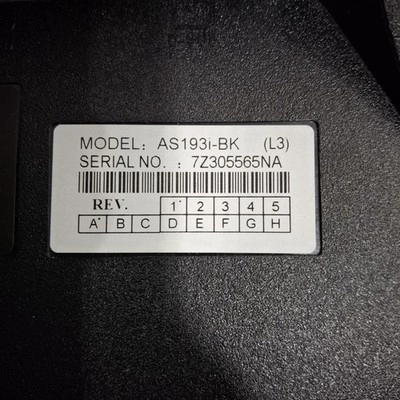 MODEL: AS193i-BK (L3)
SERIAL NO. : 7Z305565NA
REV. 1* 2 3 4 5
A* B C D E F G H